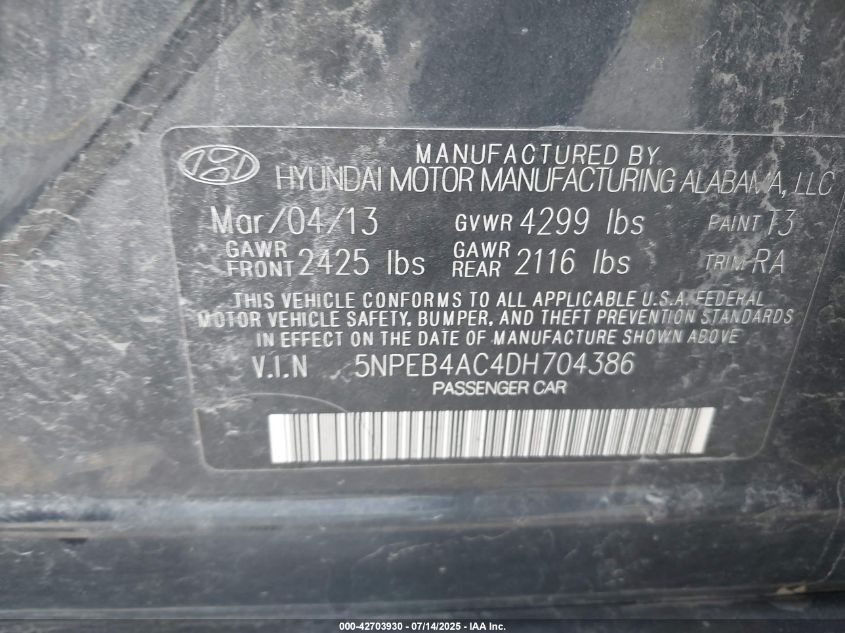 MANUFACTURED BY
HYUNDAI MOTOR MANUFACTURING ALABAMA, LLC
Mar/04/13 GVWR 4299 lbs PAINT T3
GAWR FRONT 2425 lbs GAWR REAR 2116 lbs TRIM RA
THIS VEHICLE CONFORMS TO ALL APPLICABLE U.S.A. FEDERAL
MOTOR VEHICLE SAFETY, BUMPER, AND THEFT PREVENTION STANDARDS
IN EFFECT ON THE DATE OF MANUFACTURE SHOWN ABOVE
V.I.N 5NPEB4AC4DH704386
PASSENGER CAR
000-42703930 - 07/14/2025 - IAA Holdings, LLC.